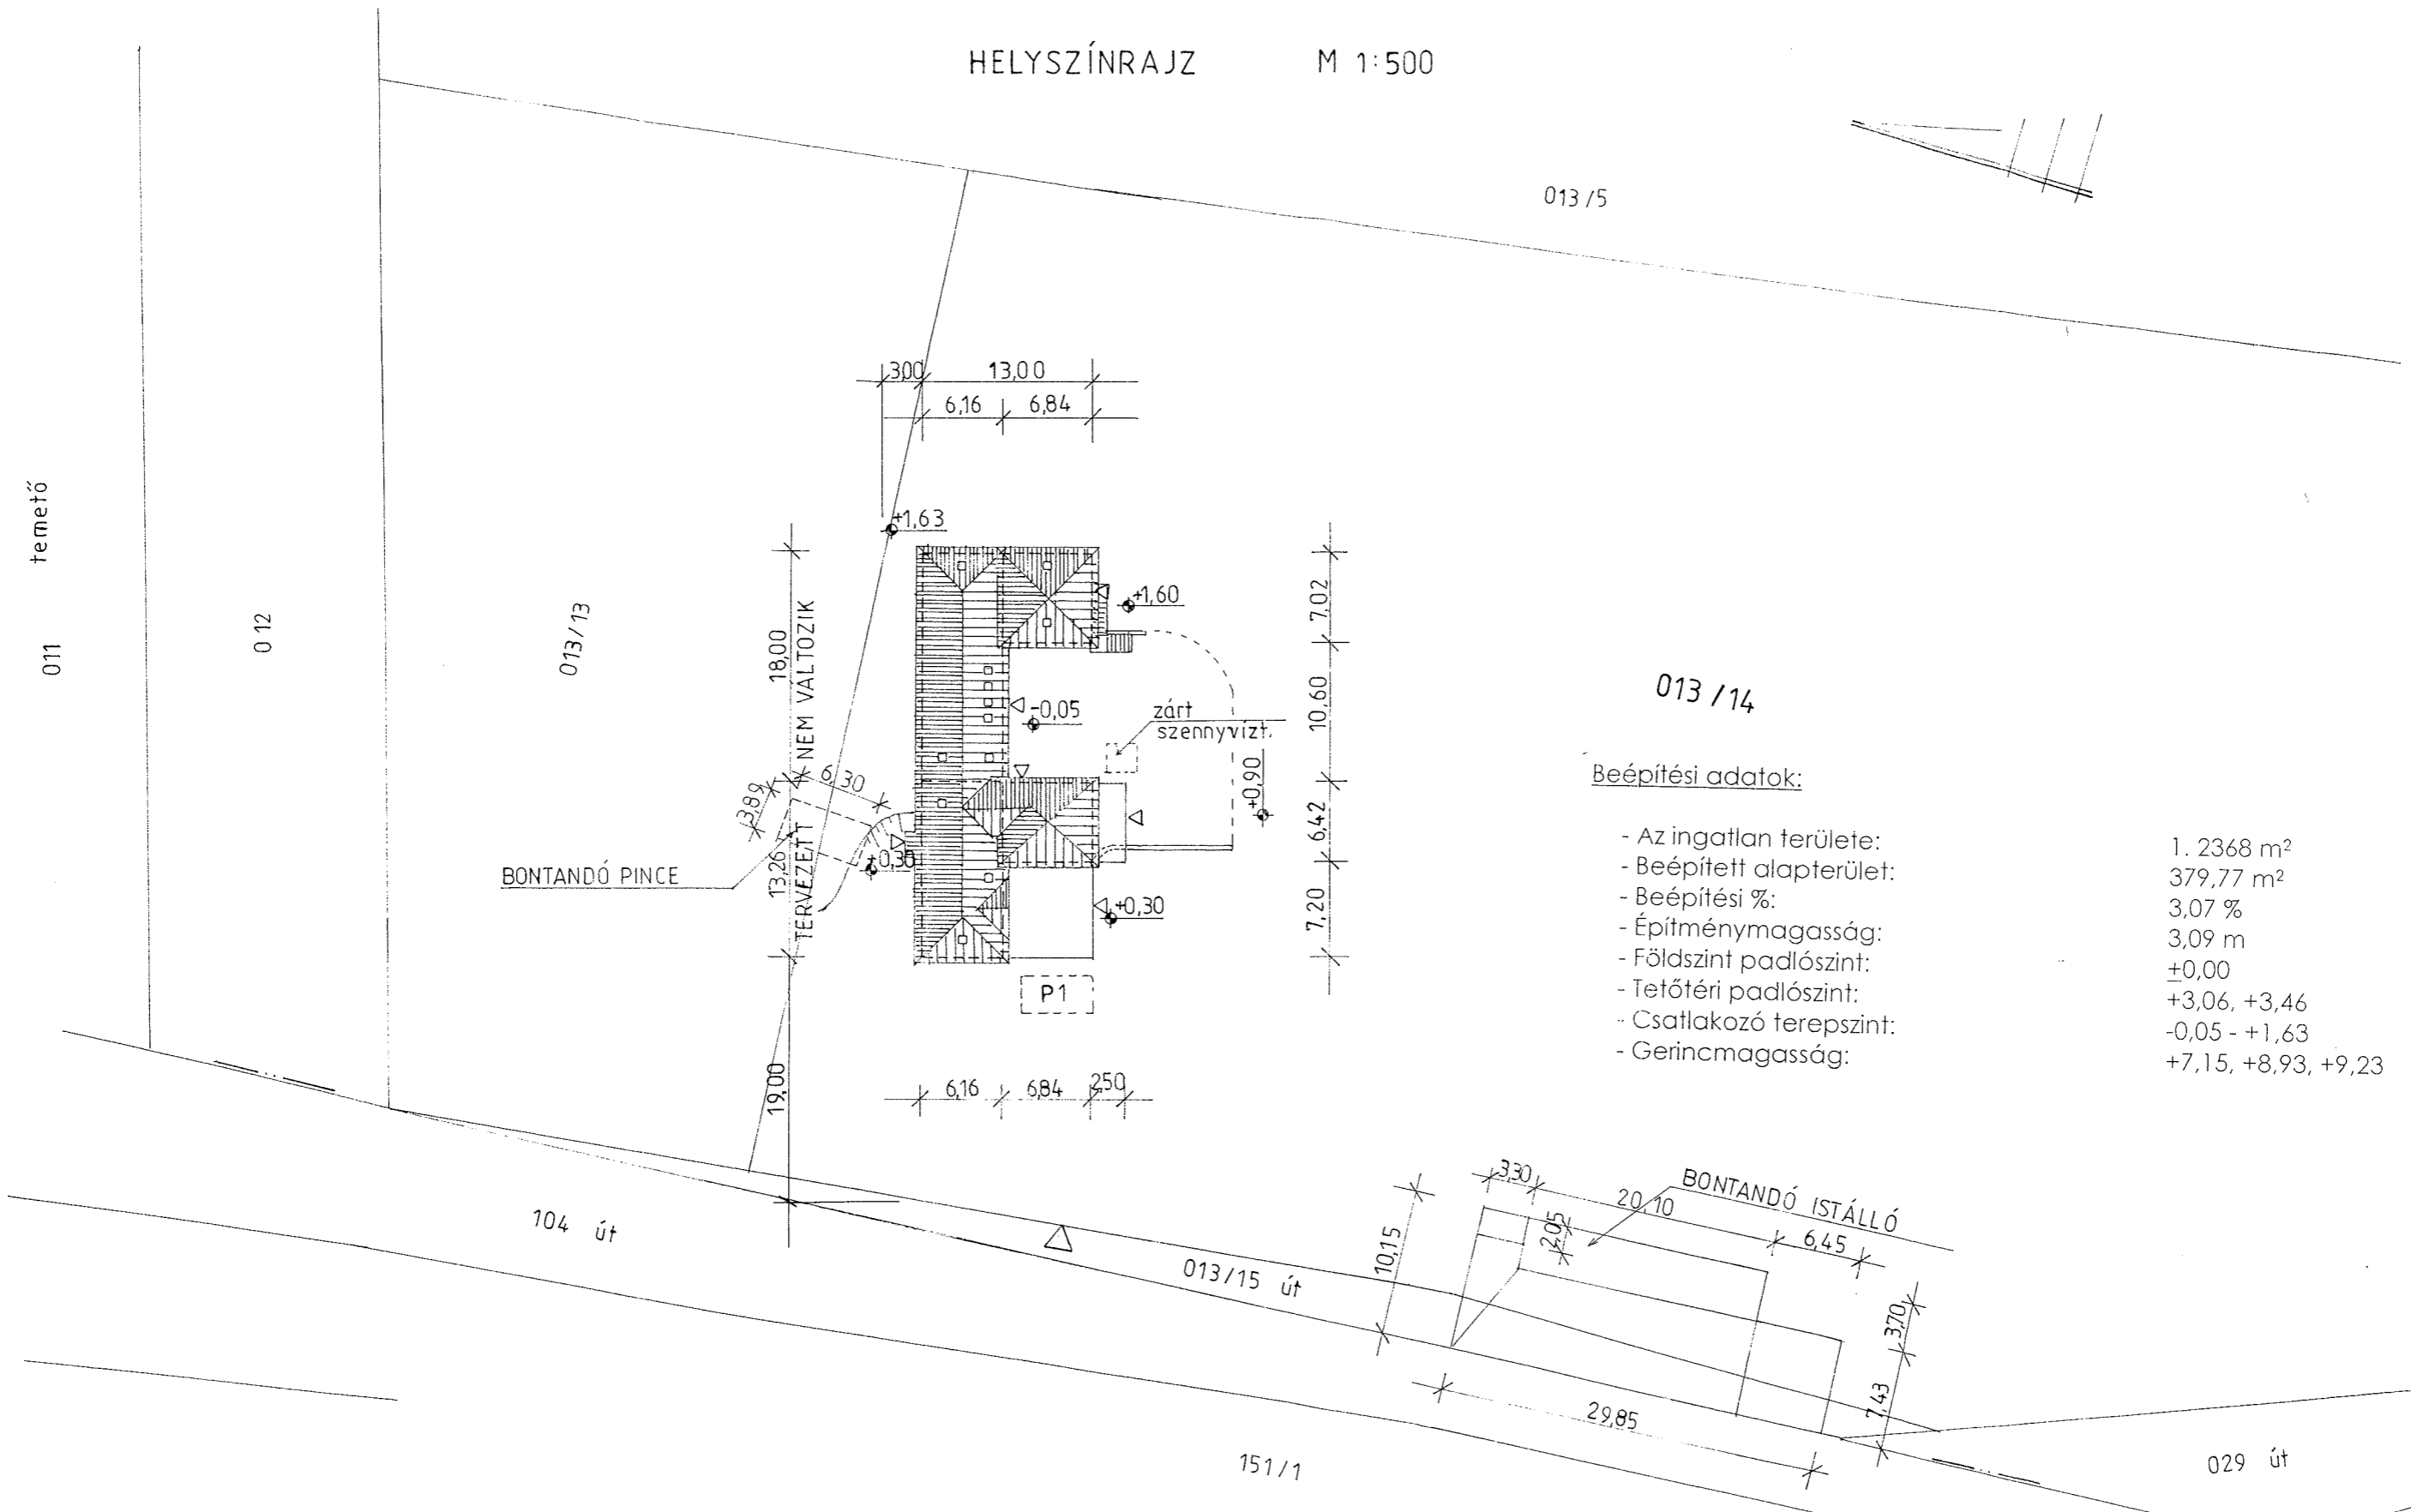 HELYSZÍNRAJZ M 1:500
013/5
3,00 13,00
6,16 6,84
+1,63
temető
011
012
013/13
18,00
NEM VALTOZIK
+1,60
7,02
-0,05
zárt
szennyvízt.
10,60
013/14
6,30
3,89
+0,90
6,42
BONTANDÓ PINCE
13,26
TERVEZETT
+0,30
+0,30
7,20
P1
19,00
6,16 6,84 2,50
Beépítési adatok:
- Az ingatlan területe: 1. 2368 m²
- Beépített alapterület: 379,77 m²
- Beépítési %: 3,07 %
- Építménymagasság: 3,09 m
- Földszint padlószint: ±0,00
- Tetőtéri padlószint: +3,06, +3,46
- Csatlakozó terepszint: -0,05 - +1,63
- Gerincmagasság: +7,15, +8,93, +9,23
3,30
20,10
BONTANDÓ ISTÁLLÓ
2,05
6,45
10,15
104 út
013/15 út
3,70
7,43
29,85
151/1
029 út